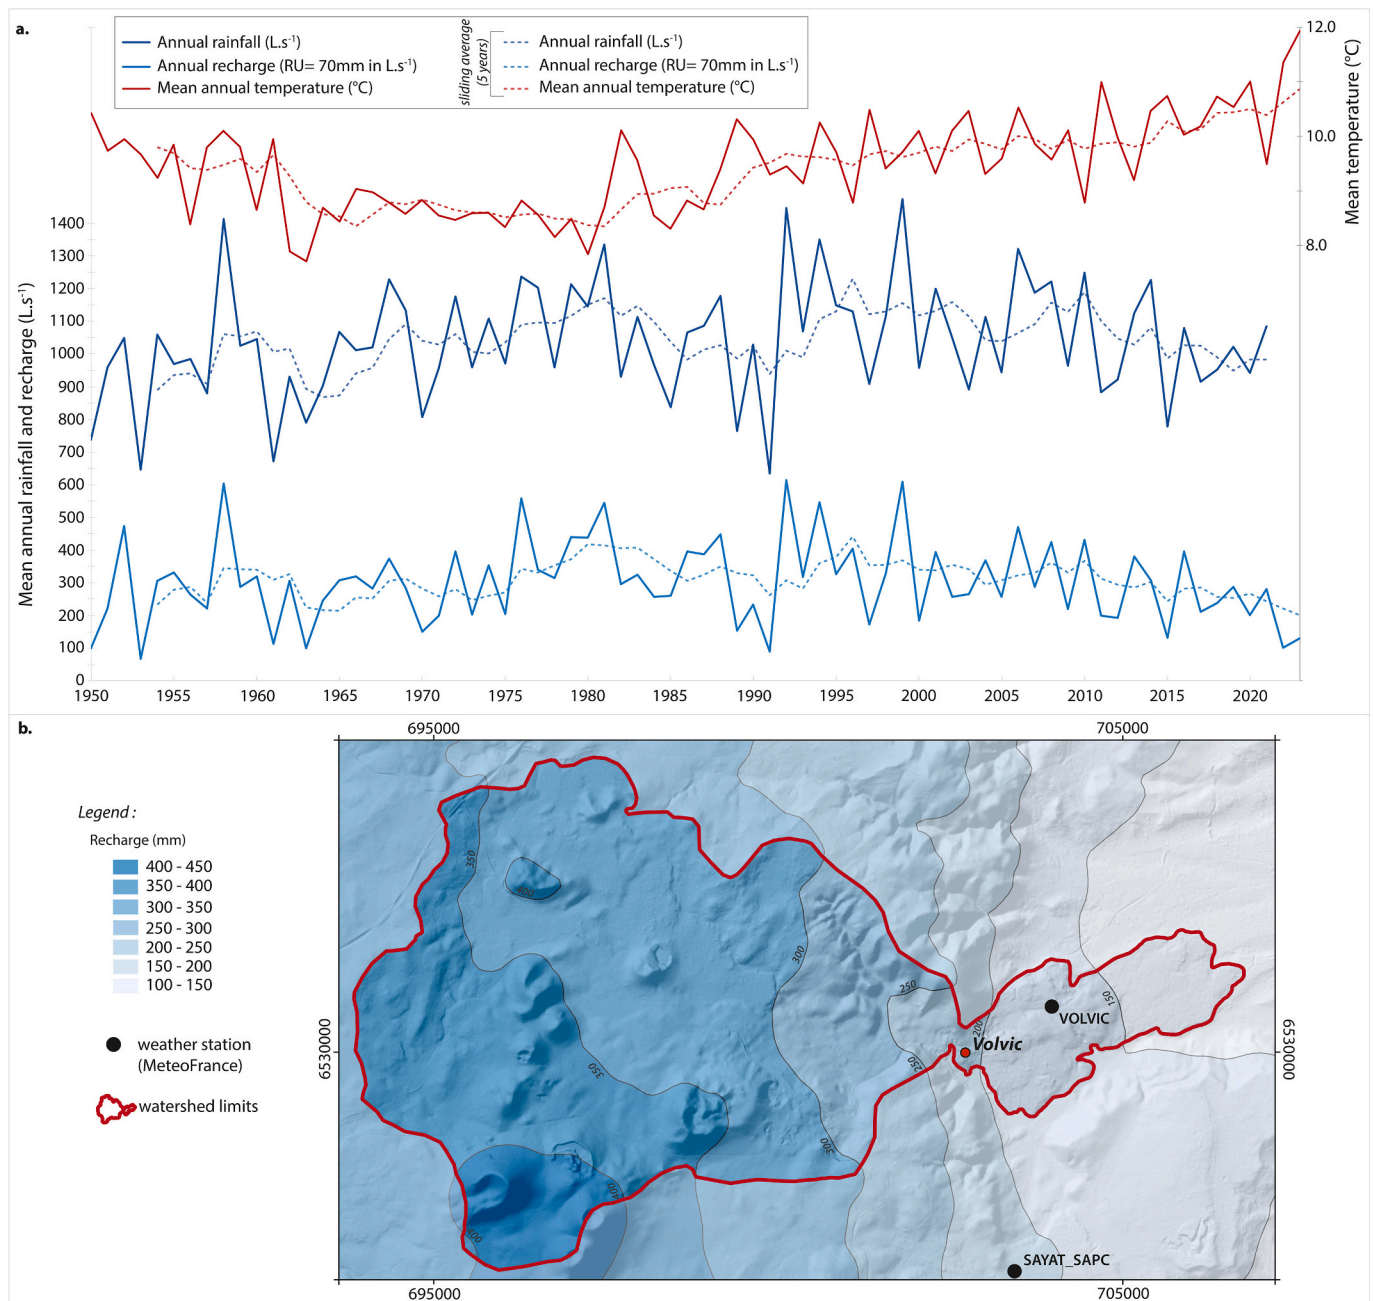 a.
Annual rainfall (L.s-1)
Annual recharge (RU= 70mm in L.s-1)
Mean annual temperature (°C)
sliding average
(5 years)
Annual rainfall (L.s-1)
Annual recharge (RU= 70mm in L.s-1)
Mean annual temperature (°C)
12.0
10.0
8.0
Mean temperature (°C)
Mean annual rainfall and recharge (L.s-1)
1400
1300
1200
1100
1000
900
800
700
600
500
400
300
200
100
0
1950 1955 1960 1965 1970 1975 1980 1985 1990 1995 2000 2005 2010 2015 2020
b.
695000 705000
Legend :
Recharge (mm)
400 - 450
350 - 400
300 - 350
250 - 300
200 - 250
150 - 200
100 - 150
weather station
(MeteoFrance)
watershed limits
6530000
6530000
350
400
300
250
150
200
VOLVIC
Volvic
250
350
300
400
400
SAYAT_SAPC
695000 705000